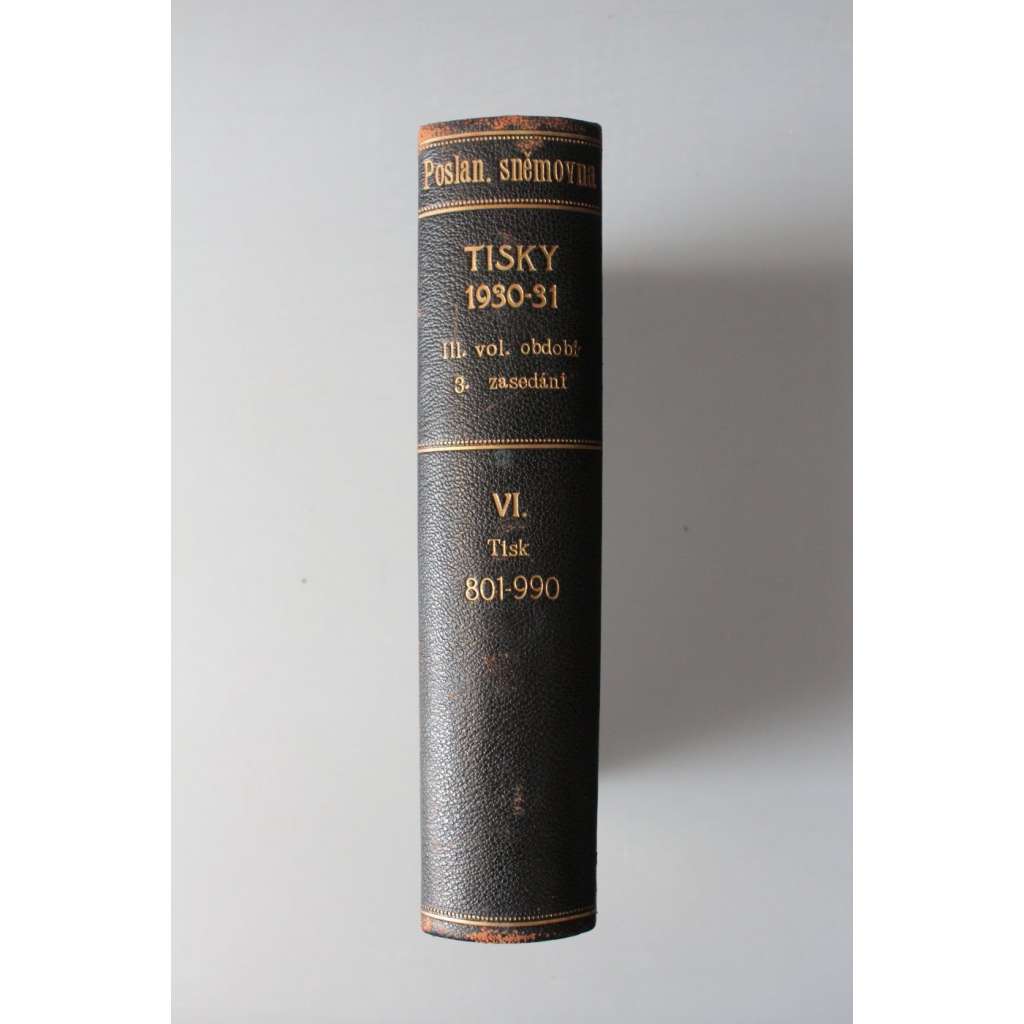 Poslan. sněmovna
TISKY
1930-31
III. vol. období
3. zasedání
VI.
Tisk
801-990